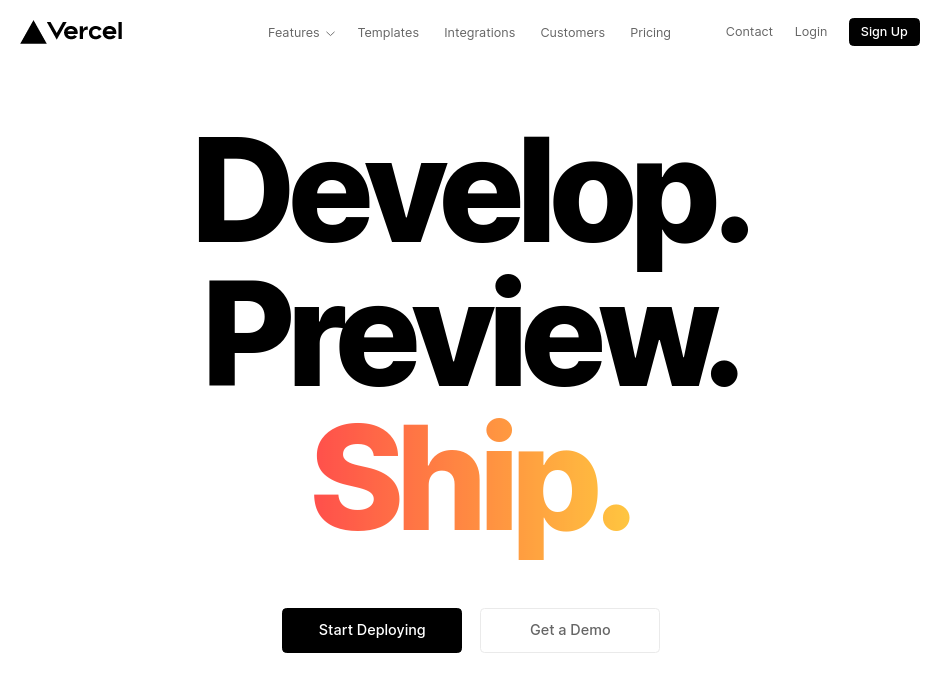 Vercel Features Templates Integrations Customers Pricing Contact Login Sign Up
Develop.
Preview.
Ship.
Start Deploying Get a Demo